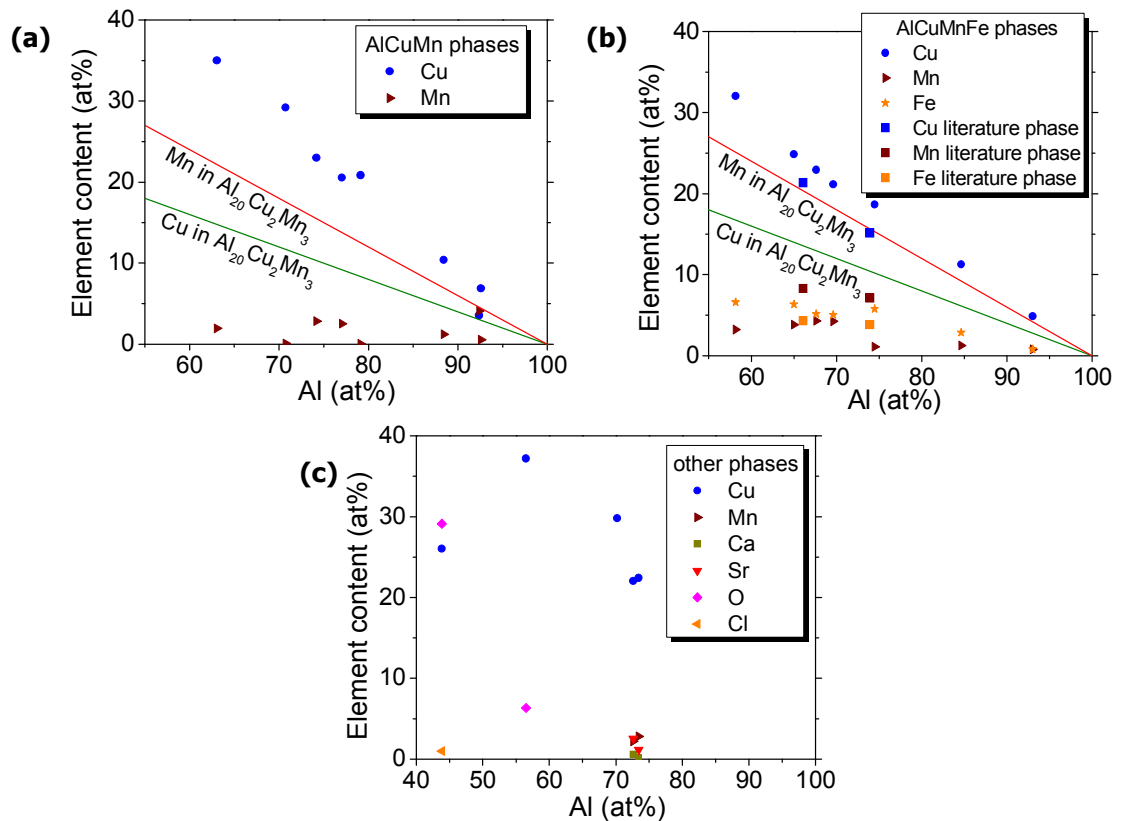 (a)
Element content (at%)
40
30
20
10
0
AlCuMn phases
Cu
Mn
Mn in Al20Cu2Mn3
Cu in Al20Cu2Mn3
60 70 80 90 100
Al (at%)
(b)
Element content (at%)
40
30
20
10
0
AlCuMnFe phases
Cu
Mn
Fe
Cu literature phase
Mn literature phase
Fe literature phase
Mn in Al20Cu2Mn3
Cu in Al20Cu2Mn3
60 70 80 90 100
Al (at%)
(c)
Element content (at%)
40
30
20
10
0
other phases
Cu
Mn
Ca
Sr
O
Cl
40 50 60 70 80 90 100
Al (at%)